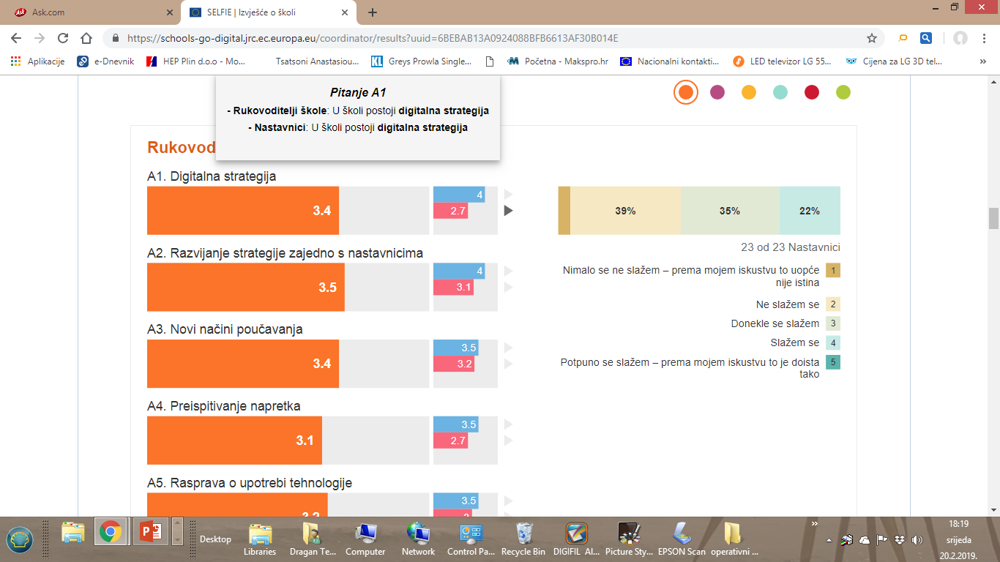 Ask.com
SELFIE | Izvješće o školi
https://schools-go-digital.jrc.ec.europa.eu/coordinator/results?uuid=6BEBAB13A0924088BFB6613AF30B014E
Aplikacije
e-Dnevnik
HEP Plin d.o.o - Mo...
Tsatsoni Anastasiou...
Greys Prowla Single...
Početna - Makspro.hr
Nacionalni kontakti...
LED televizor LG 55...
Cijena za LG 3D tel...
»
Pitanje A1
- Rukovoditelji škole: U školi postoji digitalna strategija
- Nastavnici: U školi postoji digitalna strategija
A1. Digitalna strategija
3.4
4
2.7
39% 35% 22%
23 od 23 Nastavnici
A2. Razvijanje strategije zajedno s nastavnicima
3.5
4
3.1
Nimalo se ne slažem – prema mojem iskustvu to uopće 1
nije istina
Ne slažem se 2
Donekle se slažem 3
Slažem se 4
Potpuno se slažem – prema mojem iskustvu to je doista 5
tako
A3. Novi načini poučavanja
3.4
3.5
3.2
A4. Preispitivanje napretka
3.1
3.5
2.7
A5. Rasprava o upotrebi tehnologije
3.5
Desktop
Libraries
Dragan Te...
Computer
Network
Control Pa...
Recycle Bin
DIGIFIL AI...
Picture Sty...
EPSON Scan
operativni ...
»
18:19
srijeda
20.2.2019.